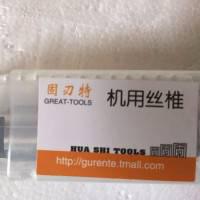 固刃特
GREAT-TOOLS
机用丝椎
HUA SHI TOOLS
http://gurente.tmall.com